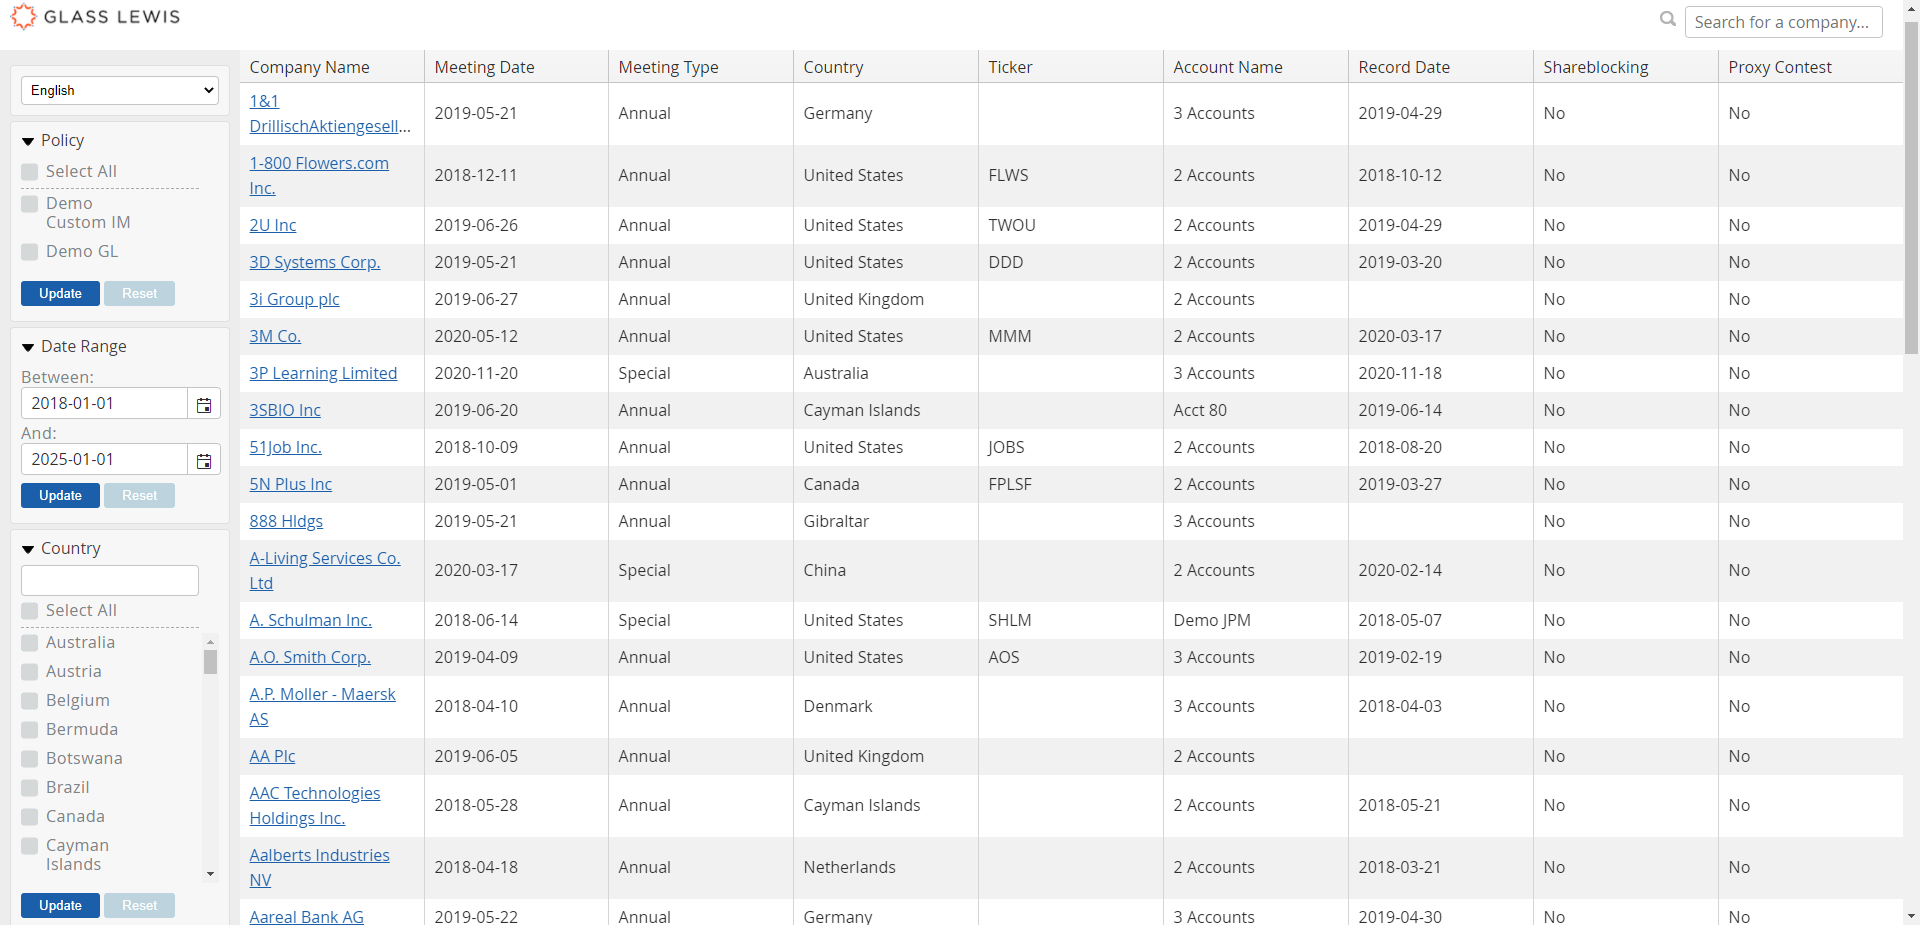 GLASS LEWIS
Search for a company...
English
Policy
Select All
Demo
Custom IM
Demo GL
Update Reset
Date Range
Between:
2018-01-01
And:
2025-01-01
Update Reset
Country
Select All
Australia
Austria
Belgium
Bermuda
Botswana
Brazil
Canada
Cayman
Islands
Update Reset
Company Name Meeting Date Meeting Type Country Ticker Account Name Record Date Shareblocking Proxy Contest
1&1
DrillischAktiengesell... 2019-05-21 Annual Germany 3 Accounts 2019-04-29 No No
1-800 Flowers.com
Inc. 2018-12-11 Annual United States FLWS 2 Accounts 2018-10-12 No No
2U Inc 2019-06-26 Annual United States TWOU 2 Accounts 2019-04-29 No No
3D Systems Corp. 2019-05-21 Annual United States DDD 2 Accounts 2019-03-20 No No
3i Group plc 2019-06-27 Annual United Kingdom 2 Accounts No No
3M Co. 2020-05-12 Annual United States MMM 2 Accounts 2020-03-17 No No
3P Learning Limited 2020-11-20 Special Australia 3 Accounts 2020-11-18 No No
3SBIO Inc 2019-06-20 Annual Cayman Islands Acct 80 2019-06-14 No No
51Job Inc. 2018-10-09 Annual United States JOBS 2 Accounts 2018-08-20 No No
5N Plus Inc 2019-05-01 Annual Canada FPLSF 2 Accounts 2019-03-27 No No
888 Hldgs 2019-05-21 Annual Gibraltar 3 Accounts No No
A-Living Services Co.
Ltd 2020-03-17 Special China 2 Accounts 2020-02-14 No No
A. Schulman Inc. 2018-06-14 Special United States SHLM Demo JPM 2018-05-07 No No
A.O. Smith Corp. 2019-04-09 Annual United States AOS 3 Accounts 2019-02-19 No No
A.P. Moller - Maersk
AS 2018-04-10 Annual Denmark 3 Accounts 2018-04-03 No No
AA Plc 2019-06-05 Annual United Kingdom 2 Accounts No No
AAC Technologies
Holdings Inc. 2018-05-28 Annual Cayman Islands 2 Accounts 2018-05-21 No No
Aalberts Industries
NV 2018-04-18 Annual Netherlands 2 Accounts 2018-03-21 No No
Aareal Bank AG 2019-05-22 Annual Germany 3 Accounts 2019-04-30 No No